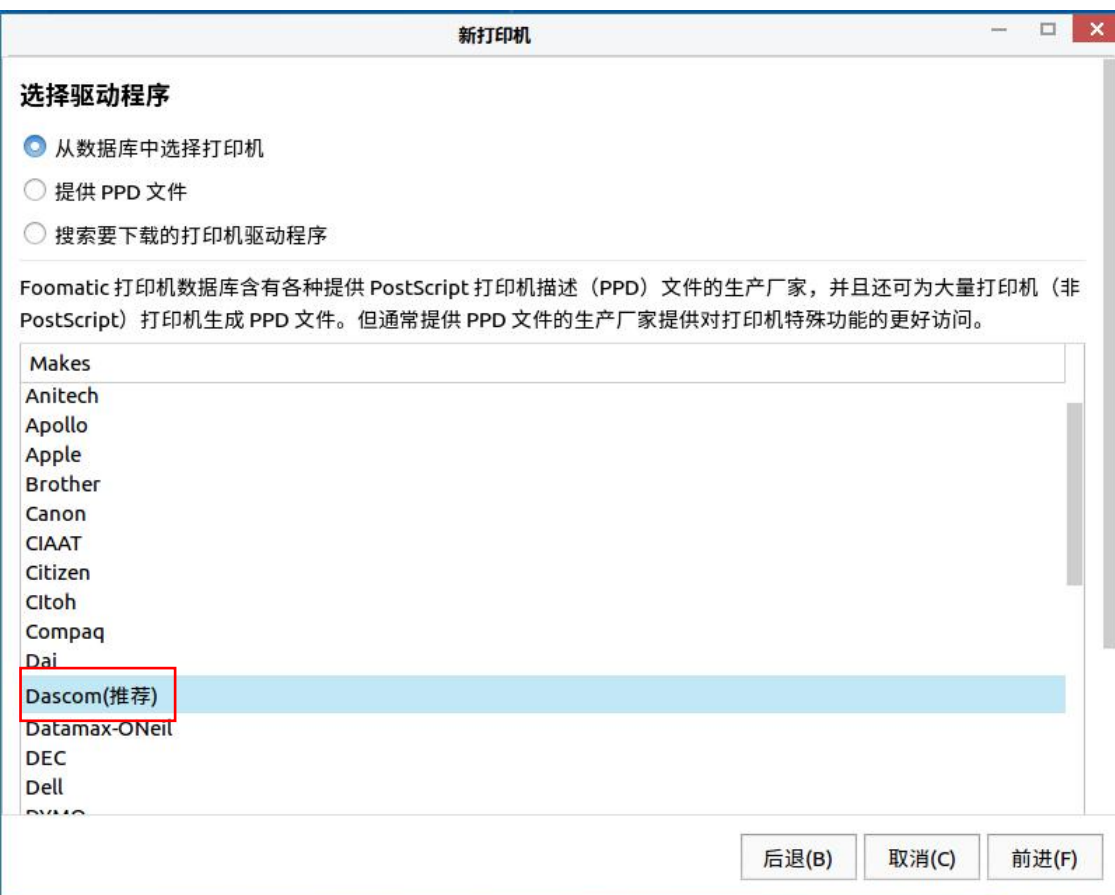 新打印机
选择驱动程序
从数据库中选择打印机
提供 PPD 文件
搜索要下载的打印机驱动程序
Foomatic 打印机数据库含有各种提供 PostScript 打印机描述（PPD）文件的生产厂家，并且还可为大量打印机（非
PostScript）打印机生成 PPD 文件。但通常提供 PPD 文件的生产厂家提供对打印机特殊功能的更好访问。
Makes
Anitech
Apollo
Apple
Brother
Canon
CIAAT
Citizen
CItoh
Compaq
Dai
Dascom(推荐)
Datamax-ONeil
DEC
Dell
DYMO
后退(B) 取消(C) 前进(F)